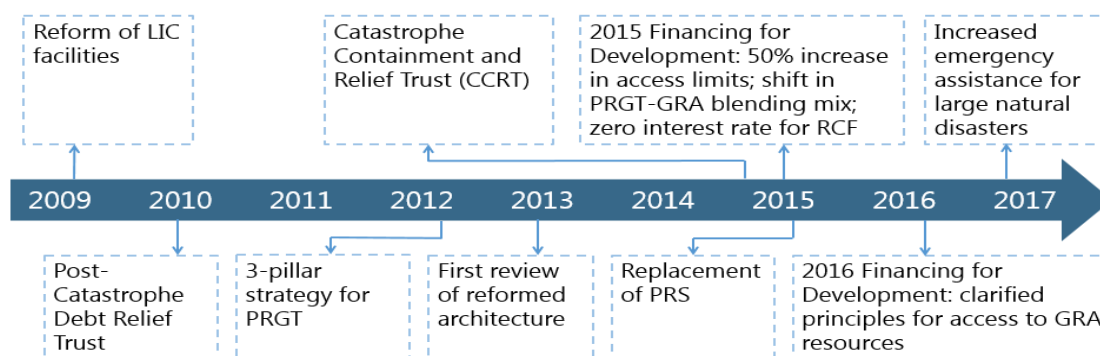 Reform of LIC
facilities
Catastrophe
Containment and
Relief Trust (CCRT)
2015 Financing for
Development: 50% increase
in access limits; shift in
PRGT-GRA blending mix;
zero interest rate for RCF
Increased
emergency
assistance for
large natural
disasters
2009 2010 2011 2012 2013 2014 2015 2016 2017
Post-
Catastrophe
Debt Relief
Trust
3-pillar
strategy for
PRGT
First review
of reformed
architecture
Replacement
of PRS
2016 Financing for
Development: clarified
principles for access to GRA
resources